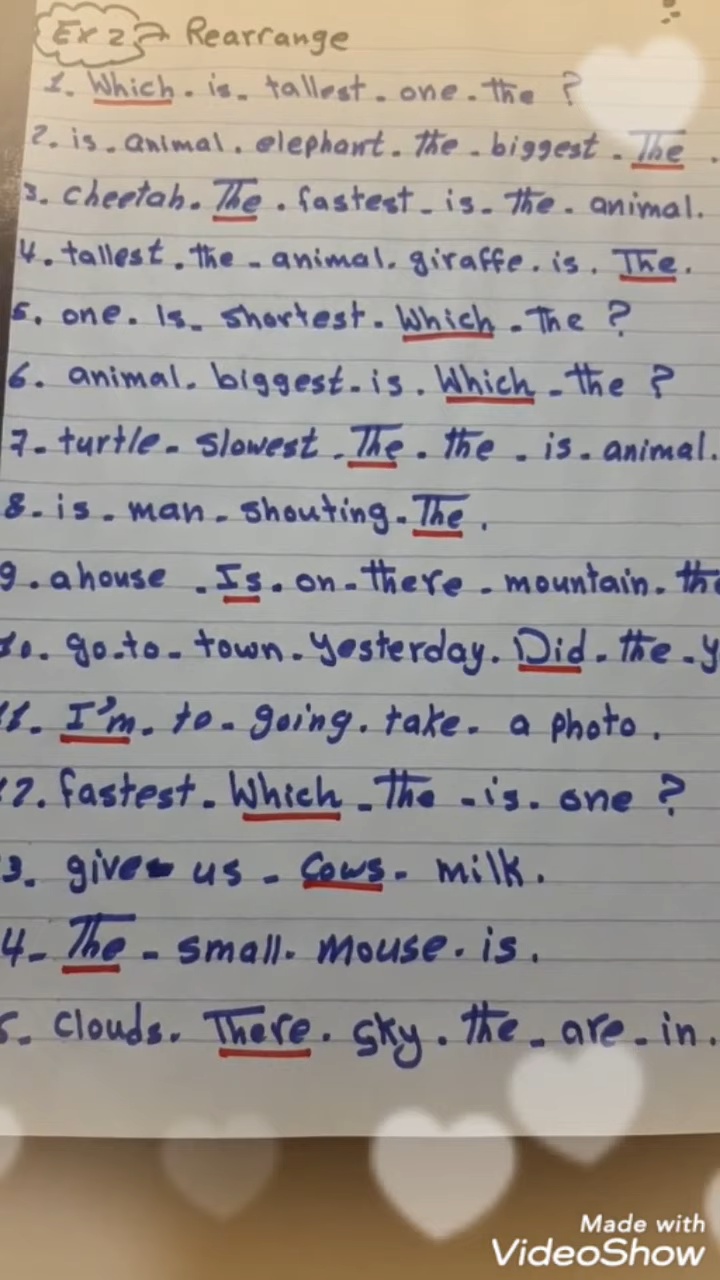 Ex 2 → Rearrange
1. Which. is. tallest. one. the ?
2. is. animal. elephant. the. biggest. The.
3. cheetah. The. fastest. is. the. animal.
4. tallest. the. animal. giraffe. is. The.
5. one. Is. shortest. Which. The ?
6. animal. biggest. is. Which. the ?
7. turtle. slowest. The. the. is. animal.
8. is. man. shouting. The.
9. a house. Is. on. there. mountain. the
10. go. to. town. yesterday. Did. the. y
11. I'm. to. going. take. a photo.
12. fastest. Which. The. is. one ?
3. give. us. Cows. milk.
4- The. small. mouse. is.
5. clouds. There. sky. the. are. in.
Made with
VideoShow